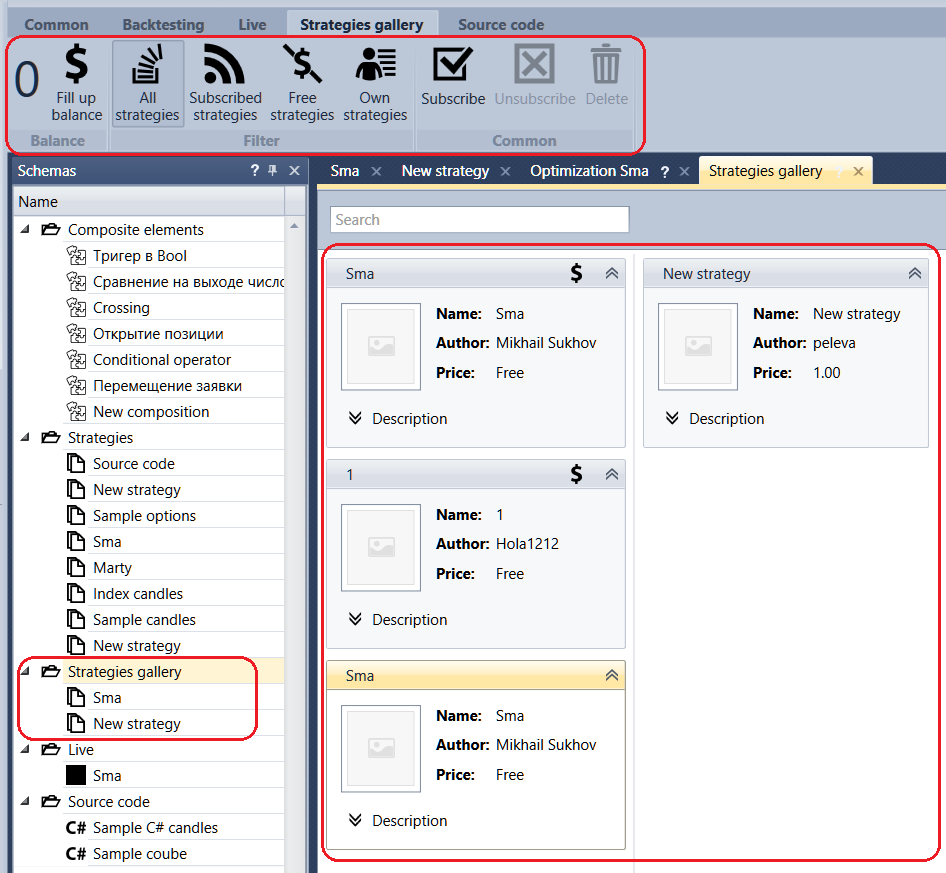 Common Backtesting Live Strategies gallery Source code
0
Fill up balance
All strategies
Subscribed strategies
Free strategies
Own strategies
Subscribe
Unsubscribe
Delete
Balance Filter Common
Schemas ?
Sma New strategy Optimization Sma ? Strategies gallery
Name
Search
Composite elements
Тригер в Bool
Сравнение на выходе число
Crossing
Открытие позиции
Conditional operator
Перемещение заявки
New composition
Strategies
Source code
New strategy
Sample options
Sma
Marty
Index candles
Sample candles
New strategy
Strategies gallery
Sma
New strategy
Live
Sma
Source code
C# Sample C# candles
C# Sample coube
Sma $
Name: Sma
Author: Mikhail Sukhov
Price: Free
Description
1 $
Name: 1
Author: Hola1212
Price: Free
Description
Sma
Name: Sma
Author: Mikhail Sukhov
Price: Free
Description
New strategy
Name: New strategy
Author: peleva
Price: 1.00
Description